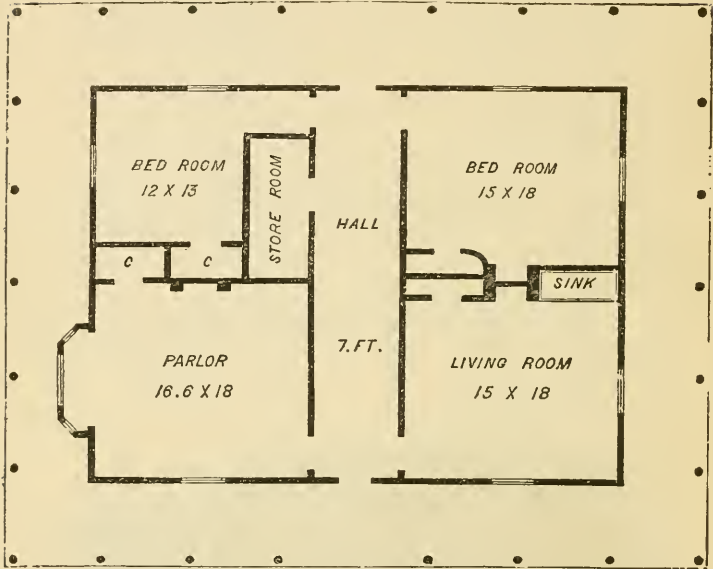 BED ROOM
12 X 13
STORE ROOM
C
C
HALL
7. FT.
BED ROOM
15 X 18
SINK
PARLOR
16.6 X 18
LIVING ROOM
15 X 18